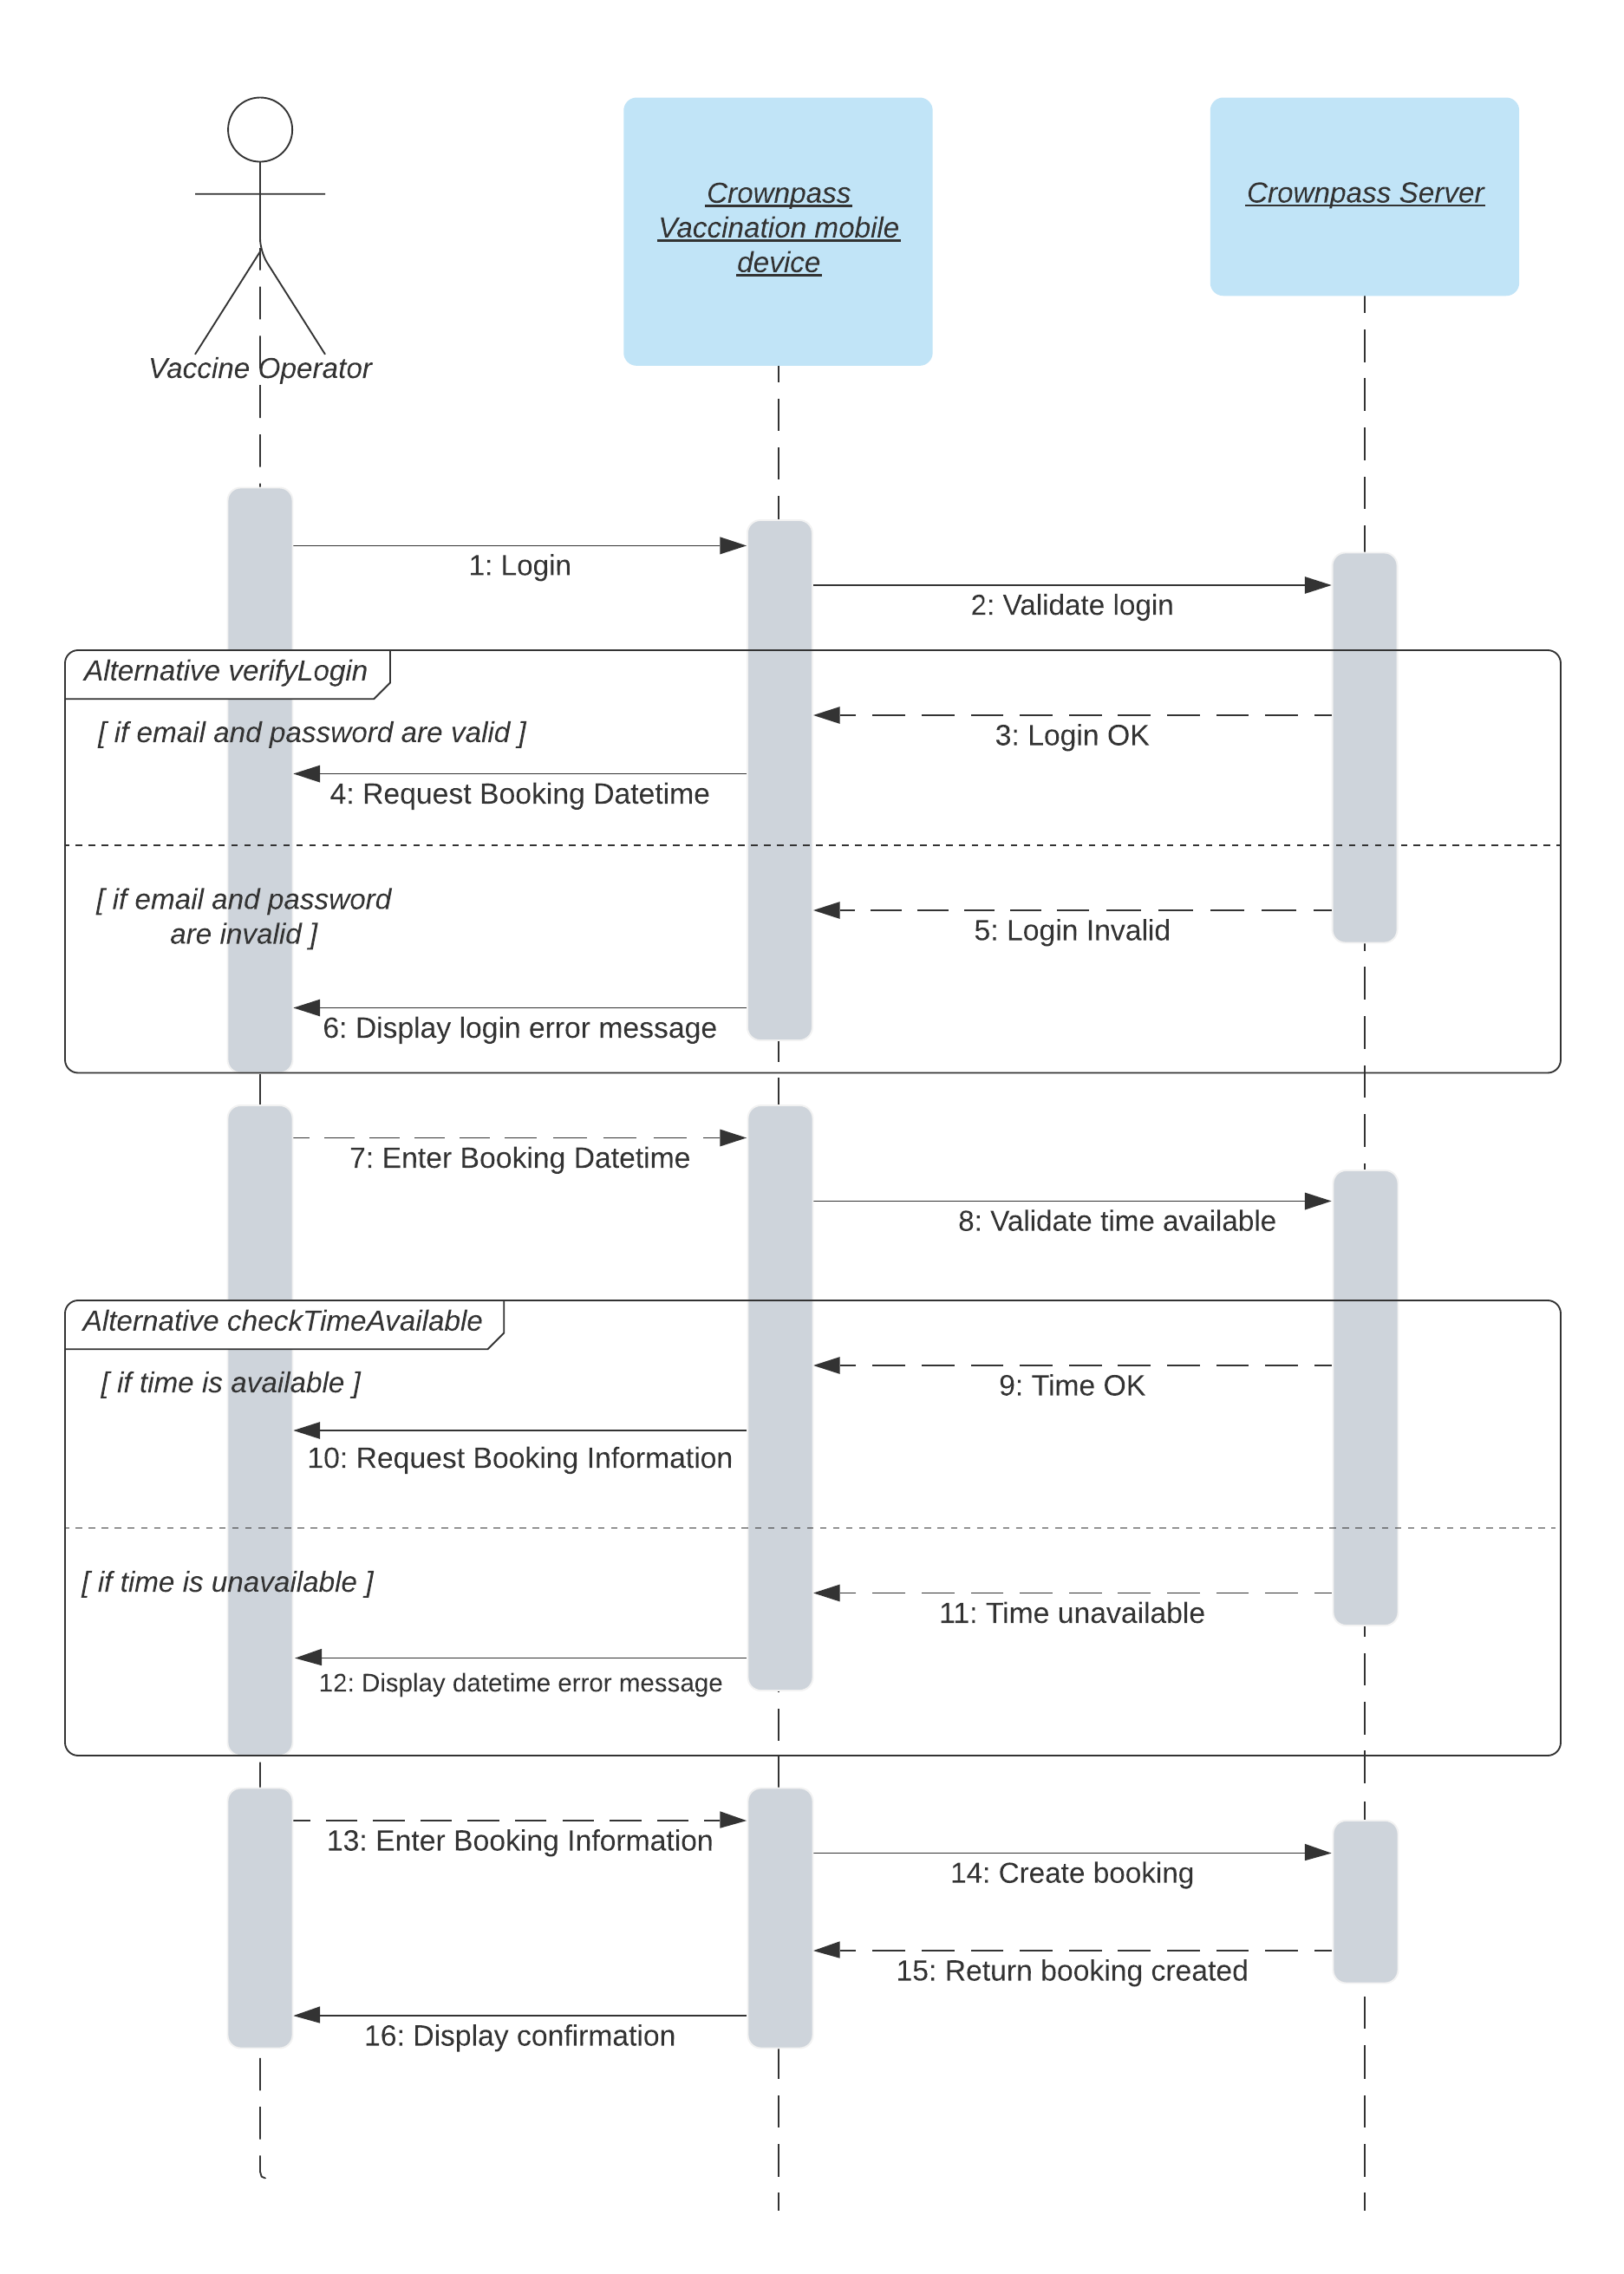 Crownpass
Vaccination mobile
device
Crownpass Server
Vaccine Operator
1: Login
2: Validate login
Alternative verifyLogin
[ if email and password are valid ]
3: Login OK
4: Request Booking Datetime
[ if email and password
are invalid ]
5: Login Invalid
6: Display login error message
7: Enter Booking Datetime
8: Validate time available
Alternative checkTimeAvailable
[ if time is available ]
9: Time OK
10: Request Booking Information
[ if time is unavailable ]
11: Time unavailable
12: Display datetime error message
13: Enter Booking Information
14: Create booking
15: Return booking created
16: Display confirmation